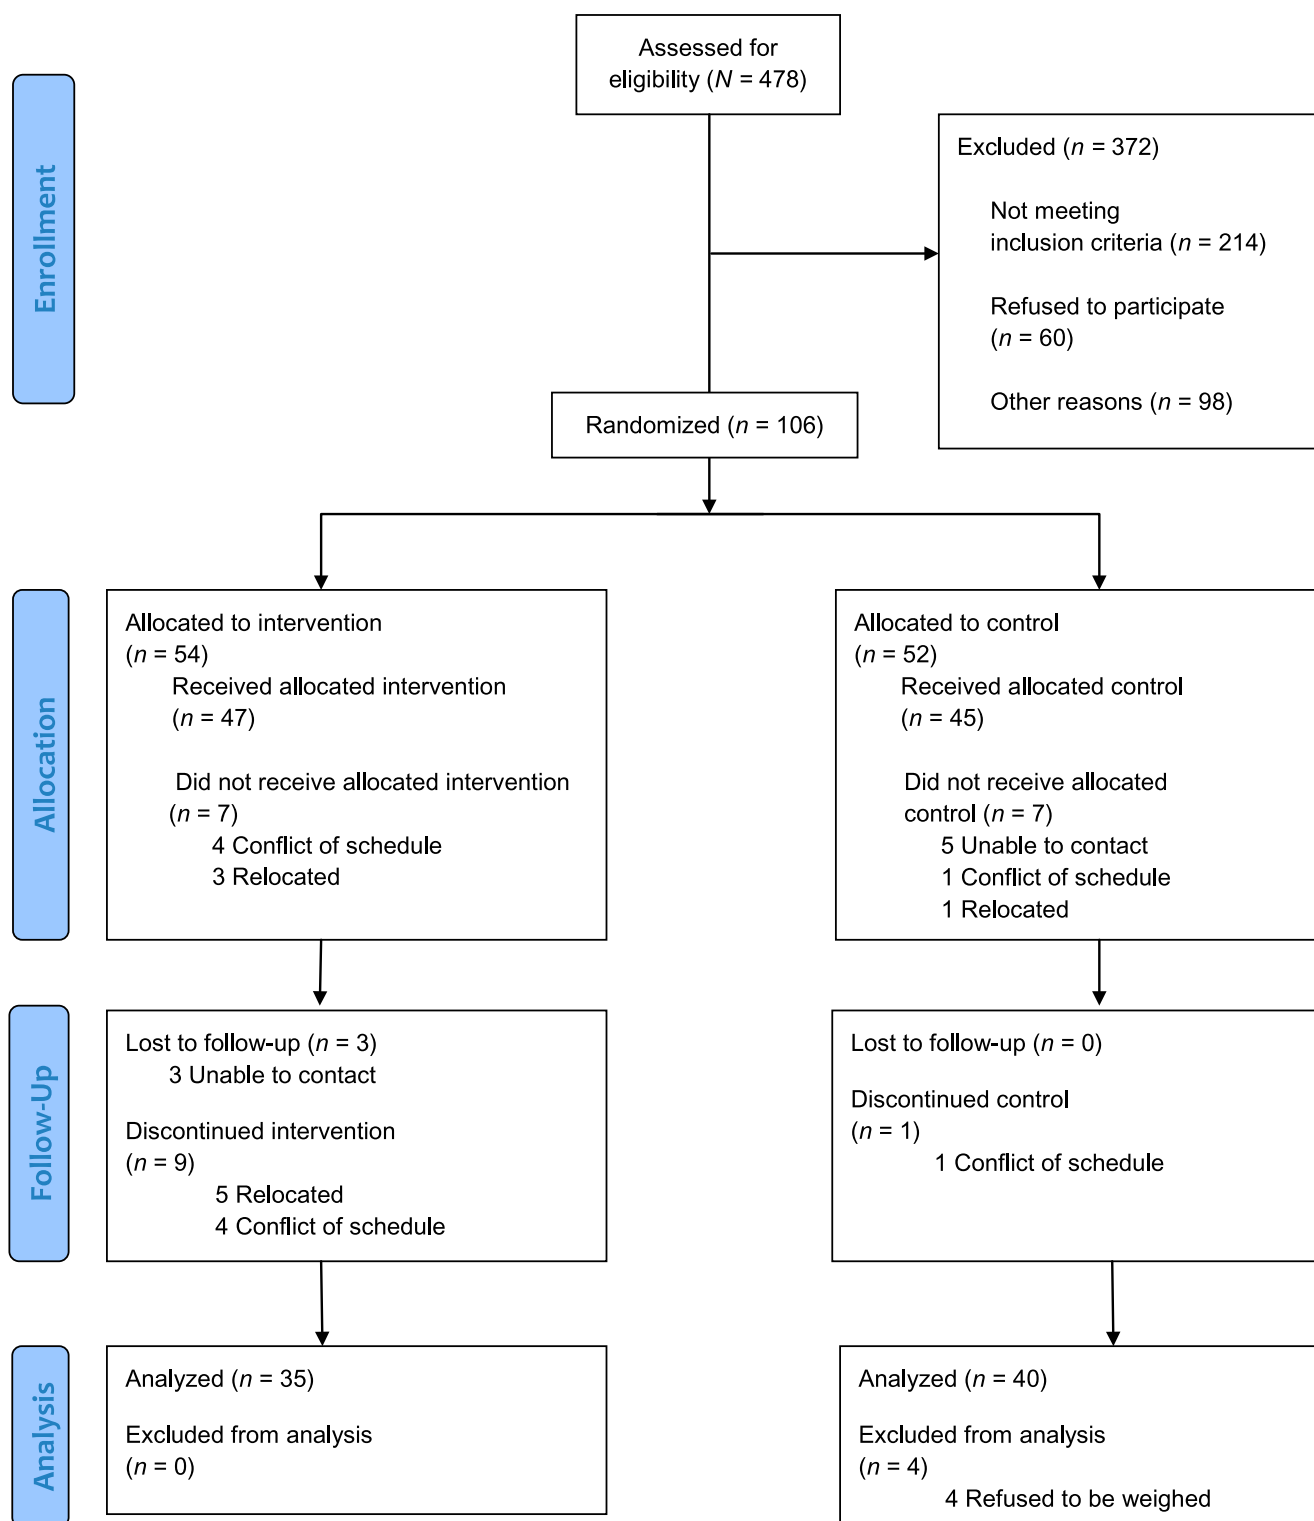 Assessed for
eligibility (N = 478)
Enrollment
Excluded (n = 372)
Not meeting
inclusion criteria (n = 214)
Refused to participate
(n = 60)
Other reasons (n = 98)
Randomized (n = 106)
Allocation
Allocated to intervention
(n = 54)
Received allocated intervention
(n = 47)
Did not receive allocated intervention
(n = 7)
4 Conflict of schedule
3 Relocated
Allocated to control
(n = 52)
Received allocated control
(n = 45)
Did not receive allocated
control (n = 7)
5 Unable to contact
1 Conflict of schedule
1 Relocated
Follow-Up
Lost to follow-up (n = 3)
3 Unable to contact
Discontinued intervention
(n = 9)
5 Relocated
4 Conflict of schedule
Lost to follow-up (n = 0)
Discontinued control
(n = 1)
1 Conflict of schedule
Analysis
Analyzed (n = 35)
Excluded from analysis
(n = 0)
Analyzed (n = 40)
Excluded from analysis
(n = 4)
4 Refused to be weighed